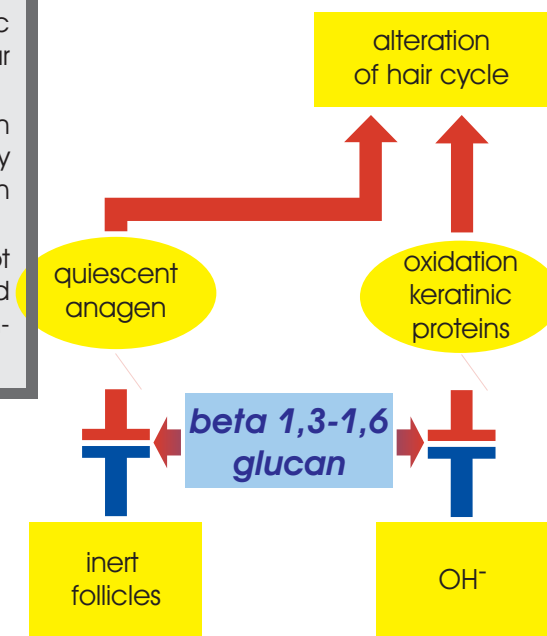 alteration
of hair cycle
quiescent
anagen
oxidation
keratinic
proteins
beta 1,3-1,6
glucan
inert
follicles
OH⁻